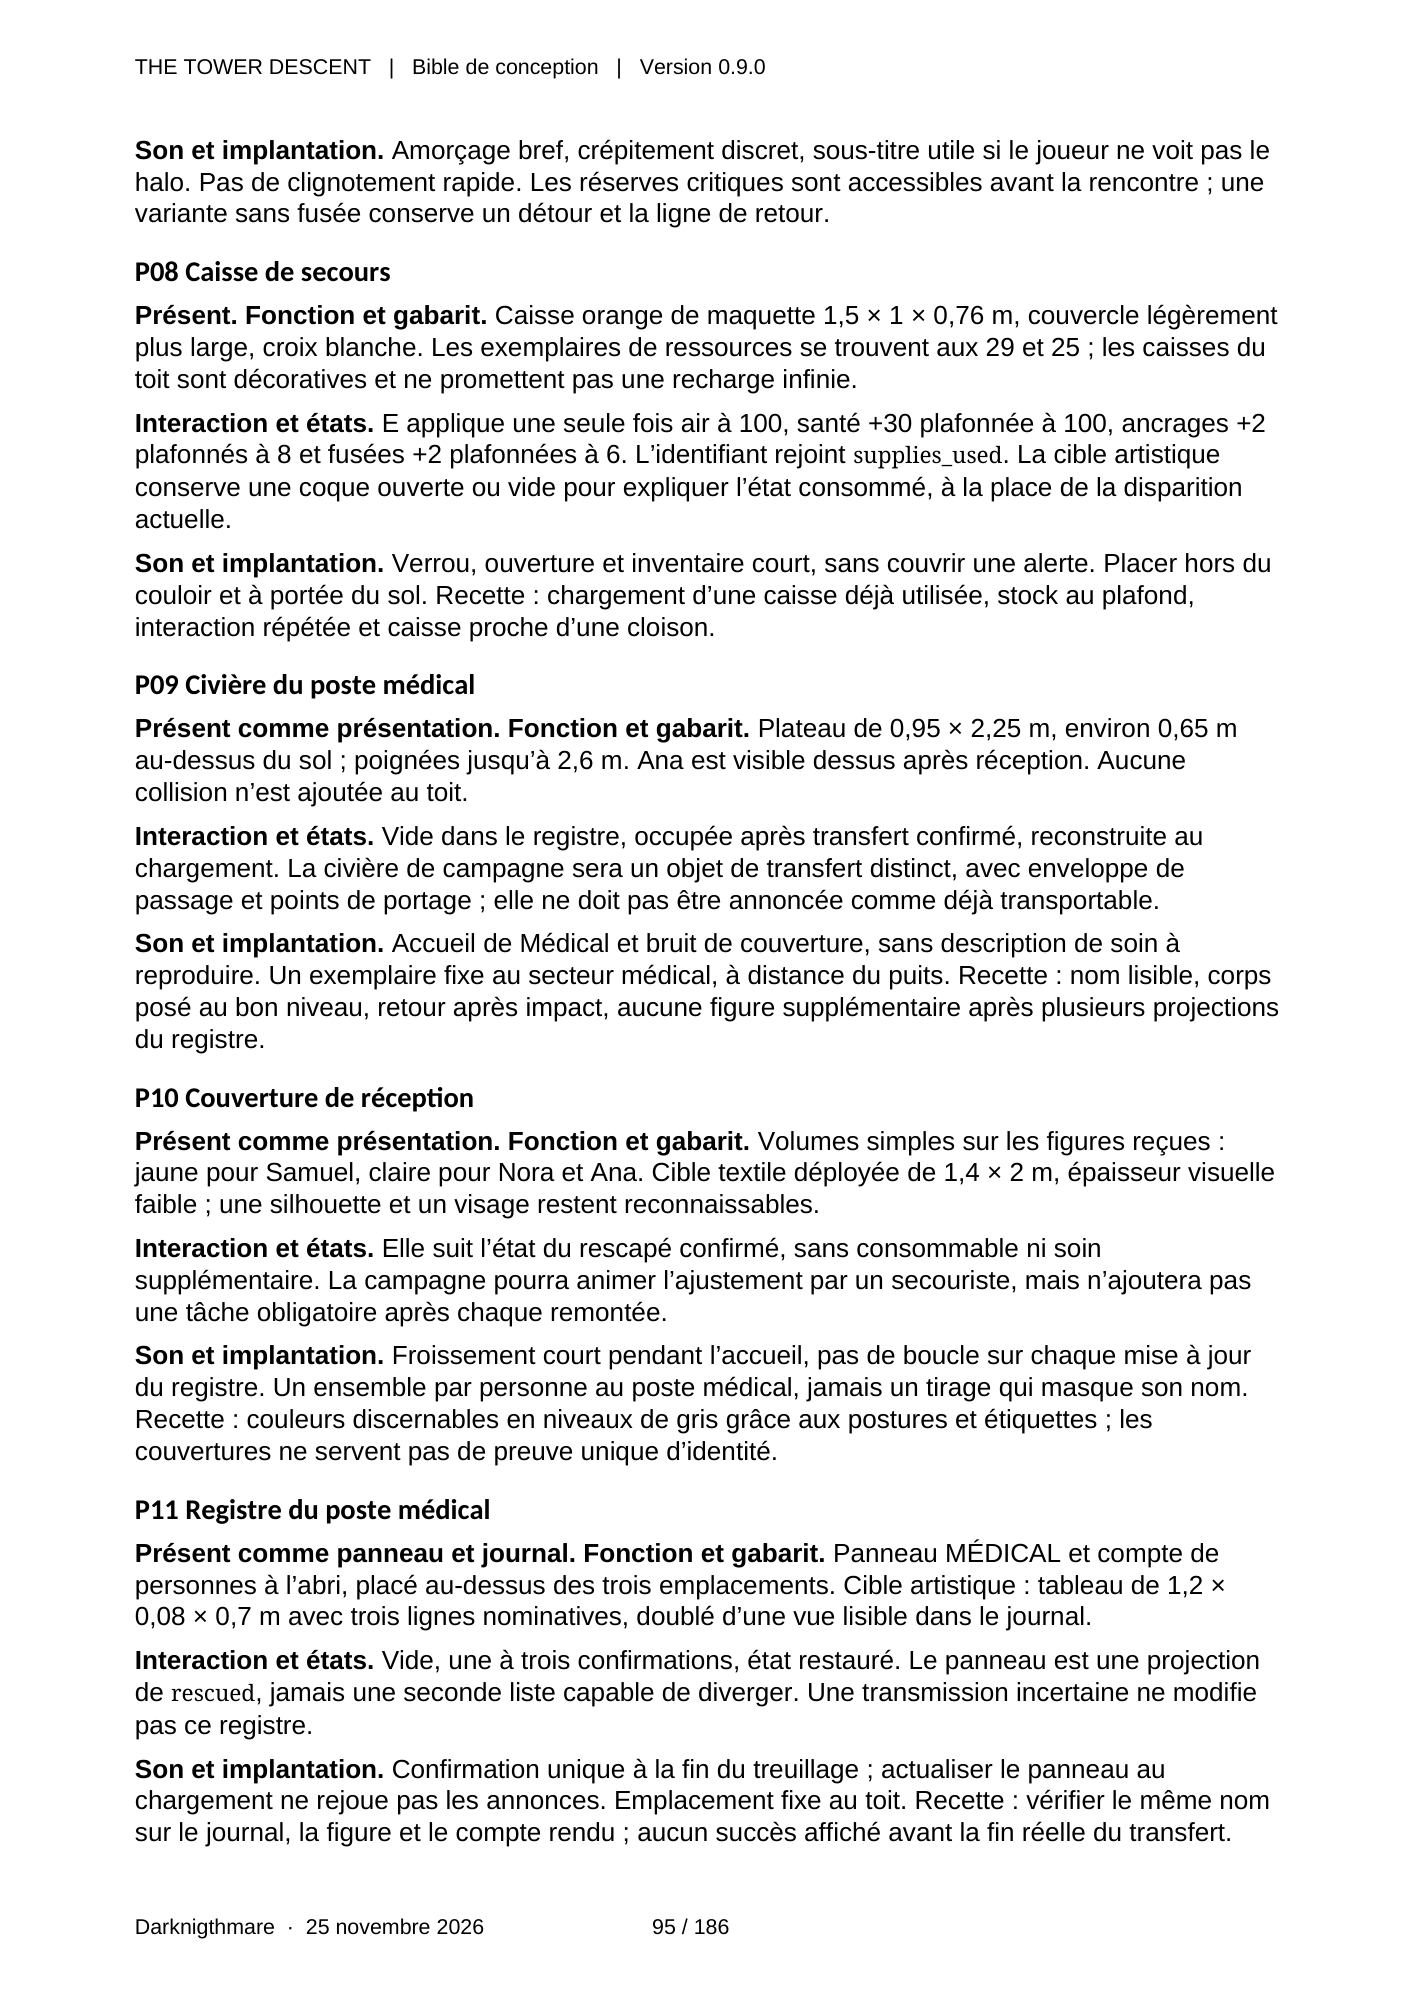 THE TOWER DESCENT | Bible de conception | Version 0.9.0
Son et implantation. Amorçage bref, crépitement discret, sous-titre utile si le joueur ne voit pas le
halo. Pas de clignotement rapide. Les réserves critiques sont accessibles avant la rencontre ; une
variante sans fusée conserve un détour et la ligne de retour.
P08 Caisse de secours
Présent. Fonction et gabarit. Caisse orange de maquette 1,5 × 1 × 0,76 m, couvercle légèrement
plus large, croix blanche. Les exemplaires de ressources se trouvent aux 29 et 25 ; les caisses du
toit sont décoratives et ne promettent pas une recharge infinie.
Interaction et états. E applique une seule fois air à 100, santé +30 plafonnée à 100, ancrages +2
plafonnés à 8 et fusées +2 plafonnées à 6. L’identifiant rejoint supplies_used. La cible artistique
conserve une coque ouverte ou vide pour expliquer l’état consommé, à la place de la disparition
actuelle.
Son et implantation. Verrou, ouverture et inventaire court, sans couvrir une alerte. Placer hors du
couloir et à portée du sol. Recette : chargement d’une caisse déjà utilisée, stock au plafond,
interaction répétée et caisse proche d’une cloison.
P09 Civière du poste médical
Présent comme présentation. Fonction et gabarit. Plateau de 0,95 × 2,25 m, environ 0,65 m
au-dessus du sol ; poignées jusqu’à 2,6 m. Ana est visible dessus après réception. Aucune
collision n’est ajoutée au toit.
Interaction et états. Vide dans le registre, occupée après transfert confirmé, reconstruite au
chargement. La civière de campagne sera un objet de transfert distinct, avec enveloppe de
passage et points de portage ; elle ne doit pas être annoncée comme déjà transportable.
Son et implantation. Accueil de Médical et bruit de couverture, sans description de soin à
reproduire. Un exemplaire fixe au secteur médical, à distance du puits. Recette : nom lisible, corps
posé au bon niveau, retour après impact, aucune figure supplémentaire après plusieurs projections
du registre.
P10 Couverture de réception
Présent comme présentation. Fonction et gabarit. Volumes simples sur les figures reçues :
jaune pour Samuel, claire pour Nora et Ana. Cible textile déployée de 1,4 × 2 m, épaisseur visuelle
faible ; une silhouette et un visage restent reconnaissables.
Interaction et états. Elle suit l’état du rescapé confirmé, sans consommable ni soin
supplémentaire. La campagne pourra animer l’ajustement par un secouriste, mais n’ajoutera pas
une tâche obligatoire après chaque remontée.
Son et implantation. Froissement court pendant l’accueil, pas de boucle sur chaque mise à jour
du registre. Un ensemble par personne au poste médical, jamais un tirage qui masque son nom.
Recette : couleurs discernables en niveaux de gris grâce aux postures et étiquettes ; les
couvertures ne servent pas de preuve unique d’identité.
P11 Registre du poste médical
Présent comme panneau et journal. Fonction et gabarit. Panneau MÉDICAL et compte de
personnes à l’abri, placé au-dessus des trois emplacements. Cible artistique : tableau de 1,2 ×
0,08 × 0,7 m avec trois lignes nominatives, doublé d’une vue lisible dans le journal.
Interaction et états. Vide, une à trois confirmations, état restauré. Le panneau est une projection
de rescued, jamais une seconde liste capable de diverger. Une transmission incertaine ne modifie
pas ce registre.
Son et implantation. Confirmation unique à la fin du treuillage ; actualiser le panneau au
chargement ne rejoue pas les annonces. Emplacement fixe au toit. Recette : vérifier le même nom
sur le journal, la figure et le compte rendu ; aucun succès affiché avant la fin réelle du transfert.
Darknigthmare · 25 novembre 2026 95 / 186